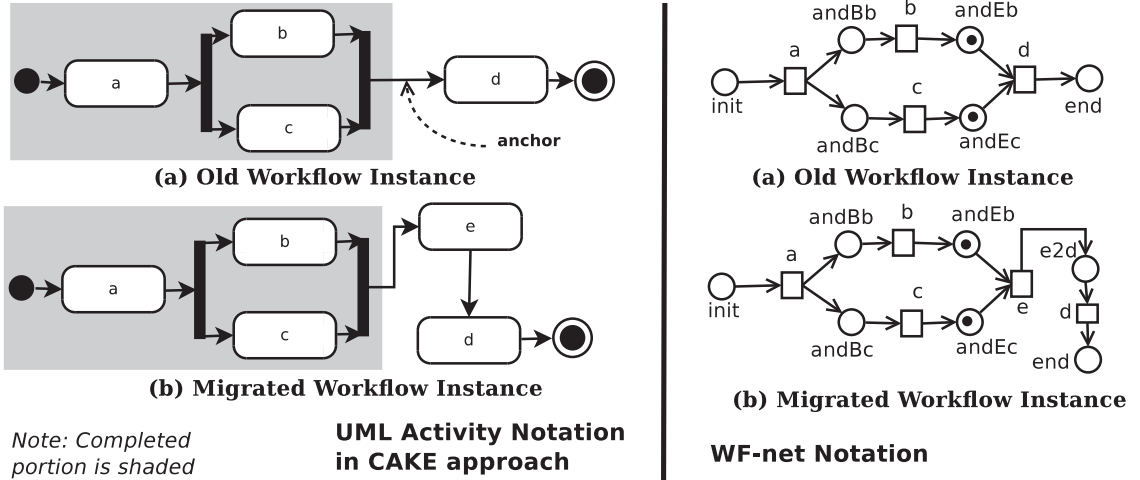 a
b
c
d
anchor
(a) Old Workflow Instance
a
b
c
e
d
(b) Migrated Workflow Instance
Note: Completed
portion is shaded
UML Activity Notation
in CAKE approach
init
a
andBb
b
andEb
andBc
c
andEc
d
end
(a) Old Workflow Instance
init
a
andBb
b
andEb
andBc
c
andEc
e
e2d
d
end
(b) Migrated Workflow Instance
WF-net Notation